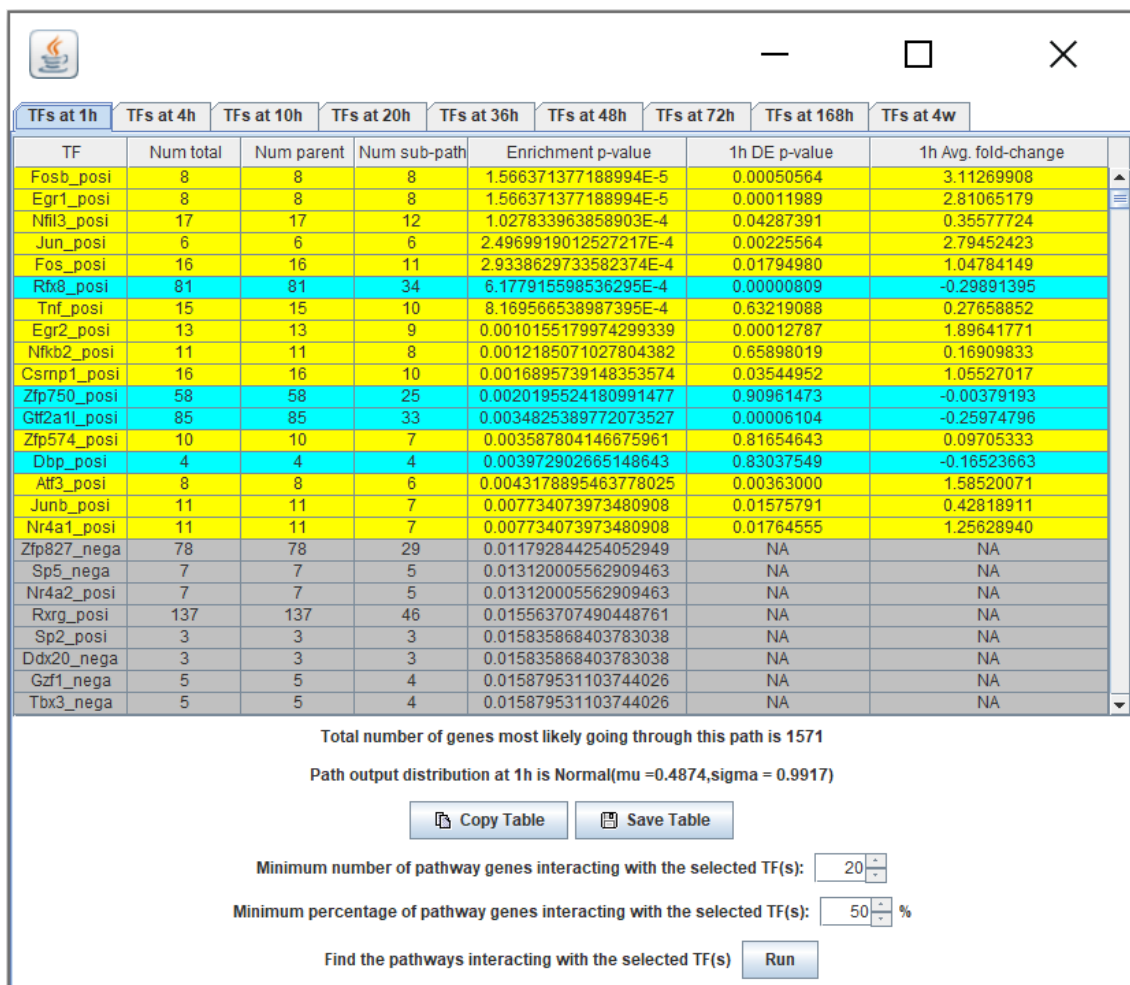 TFs at 1h TFs at 4h TFs at 10h TFs at 20h TFs at 36h TFs at 48h TFs at 72h TFs at 168h TFs at 4w
TF Num total Num parent Num sub-path Enrichment p-value 1h DE p-value 1h Avg. fold-change
Fosb_posi 8 8 8 1.566371377188994E-5 0.00050564 3.11269908
Egr1_posi 8 8 8 1.566371377188994E-5 0.00011989 2.81065179
Nfil3_posi 17 17 12 1.027833963858903E-4 0.04287391 0.35577724
Jun_posi 6 6 6 2.4969919012527217E-4 0.00225564 2.79452423
Fos_posi 16 16 11 2.9338629733582374E-4 0.01794980 1.04784149
Rfx8_posi 81 81 34 6.177915598536295E-4 0.00000809 -0.29891395
Tnf_posi 15 15 10 8.169566538987395E-4 0.63219088 0.27658852
Egr2_posi 13 13 9 0.0010155179974299339 0.00012787 1.89641771
Nfkb2_posi 11 11 8 0.00121850710278043​82 0.65898019 0.16909833
Csrnp1_posi 16 16 10 0.0016895739148353574 0.03544952 1.05527017
Zfp750_posi 58 58 25 0.0020195524180991477 0.90961473 -0.00379193
Gtf2a1l_posi 85 85 33 0.0034825389772073527 0.00006104 -0.25974796
Zfp574_posi 10 10 7 0.003587804146675961 0.81654643 0.09705333
Dbp_posi 4 4 4 0.003972902665148643 0.83037549 -0.16523663
Atf3_posi 8 8 6 0.0043178895463778025 0.00363000 1.58520071
Junb_posi 11 11 7 0.0077340739734809​08 0.01575791 0.42818911
Nr4a1_posi 11 11 7 0.0077340739734809​08 0.01764555 1.25628940
Zfp827_nega 78 78 29 0.011792844254052949 NA NA
Sp5_nega 7 7 5 0.013120005562909463 NA NA
Nr4a2_posi 7 7 5 0.013120005562909463 NA NA
Rxrg_posi 137 137 46 0.015563707490448761 NA NA
Sp2_posi 3 3 3 0.015835868403783038 NA NA
Ddx20_nega 3 3 3 0.015835868403783038 NA NA
Gzf1_nega 5 5 4 0.015879531103744026 NA NA
Tbx3_nega 5 5 4 0.015879531103744026 NA NA
Total number of genes most likely going through this path is 1571
Path output distribution at 1h is Normal(mu =0.4874,sigma = 0.9917)
Copy Table Save Table
Minimum number of pathway genes interacting with the selected TF(s): 20
Minimum percentage of pathway genes interacting with the selected TF(s): 50 %
Find the pathways interacting with the selected TF(s) Run